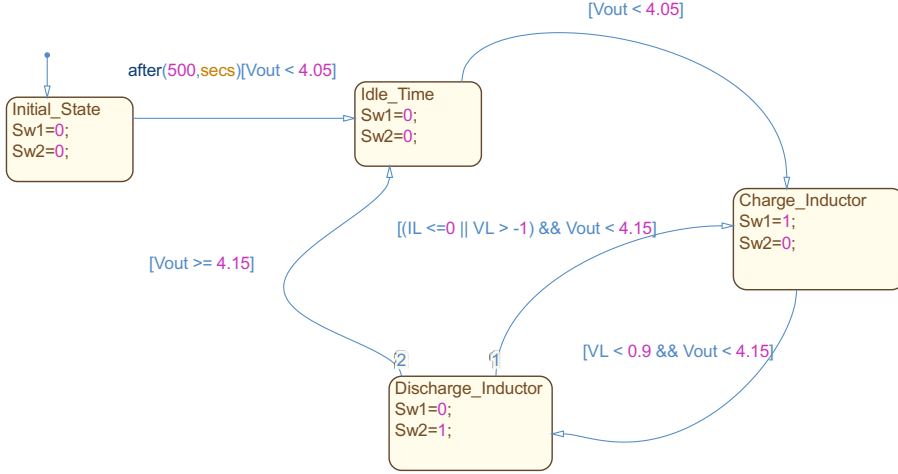 [Vout < 4.05]
after(500,secs)[Vout < 4.05]
Initial_State
Sw1=0;
Sw2=0;
Idle_Time
Sw1=0;
Sw2=0;
Charge_Inductor
Sw1=1;
Sw2=0;
[(IL <=0 || VL > -1) && Vout < 4.15]
[Vout >= 4.15]
[VL < 0.9 && Vout < 4.15]
2
1
Discharge_Inductor
Sw1=0;
Sw2=1;